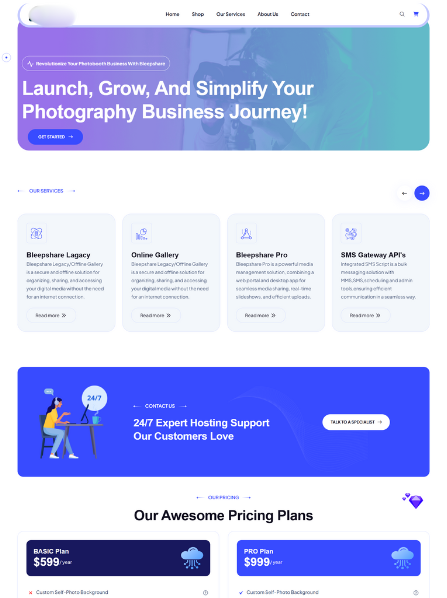 Home Shop Our Services About Us Contact
Revolutionize Your Photobooth Business With Bleepshare
Launch, Grow, And Simplify Your
Photography Business Journey!
GET STARTED
OUR SERVICES
Bleepshare Lagacy
Bleepshare Legacy/Offline Gallery
is a secure and offline solution for
organizing, sharing, and accessing
your digital media without the need
for an internet connection.
Read more
Online Gallery
Bleepshare Legacy/Offline Gallery
is a secure and offline solution for
organizing, sharing, and accessing
your digital media without the need
for an internet connection.
Read more
Bleepshare Pro
Bleepshare Pro is a powerful media
management solution, combining a
web portal and desktop app for
seamless media sharing, real-time
slideshows, and efficient uploads.
Read more
SMS Gateway API's
Integrated SMS Script is a bulk
messaging solution with
MMS,SMS,scheduling and admin
tools,ensuring efficient
communication in a seamless way.
Read more
24/7
CONTACT US
24/7 Expert Hosting Support
Our Customers Love
TALK TO A SPECIALIST
OUR PRICING
Our Awesome Pricing Plans
BASIC Plan
$599/ year
Custom Self-Photo Background
PRO Plan
$999/ year
Custom Self-Photo Background